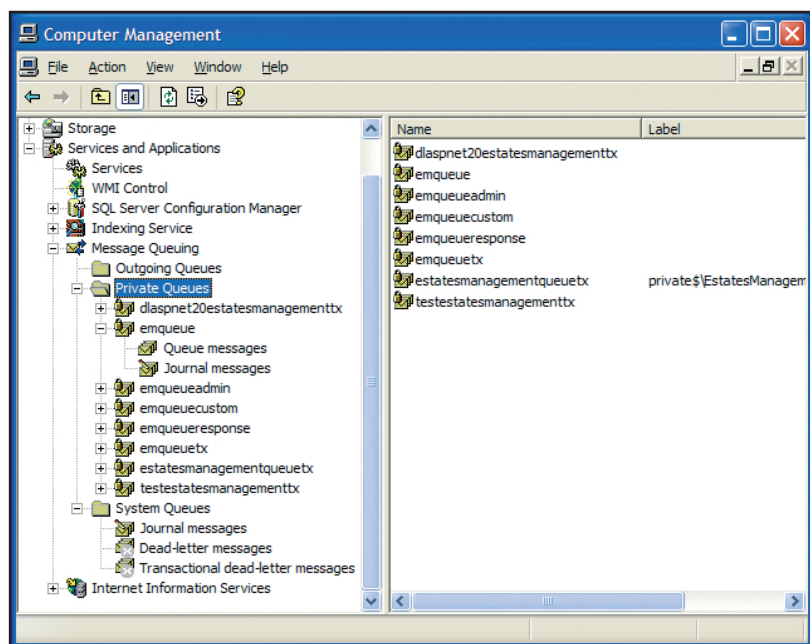 Computer Management
File Action View Window Help
Storage
Services and Applications
Services
WMI Control
SQL Server Configuration Manager
Indexing Service
Message Queuing
Outgoing Queues
Private Queues
dlaspnet20estatesmanagementtx
emqueue
Queue messages
Journal messages
emqueueadmin
emqueuecustom
emqueueresponse
emqueuetx
estatesmanagementqueuetx
testestatesmanagementtx
System Queues
Journal messages
Dead-letter messages
Transactional dead-letter messages
Internet Information Services
Name Label
dlaspnet20estatesmanagementtx
emqueue
emqueueadmin
emqueuecustom
emqueueresponse
emqueuetx
estatesmanagementqueuetx private$\EstatesManagem
testestatesmanagementtx